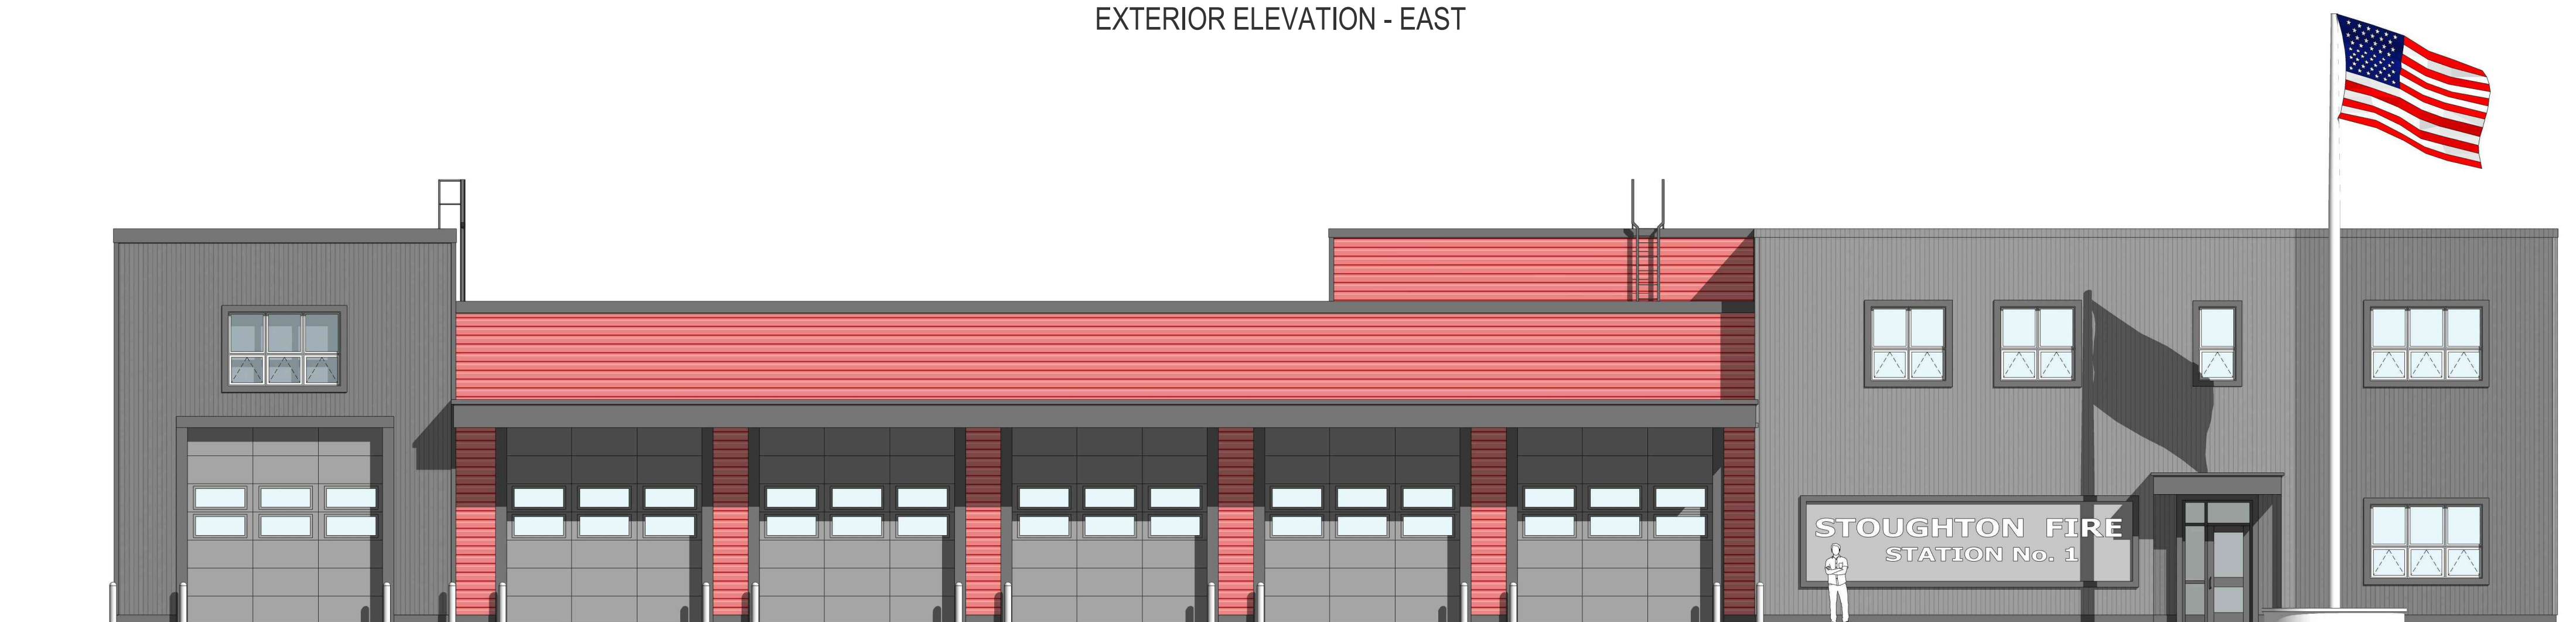 EXTERIOR ELEVATION - EAST
STOUGHTON FIRE
STATION No. 1